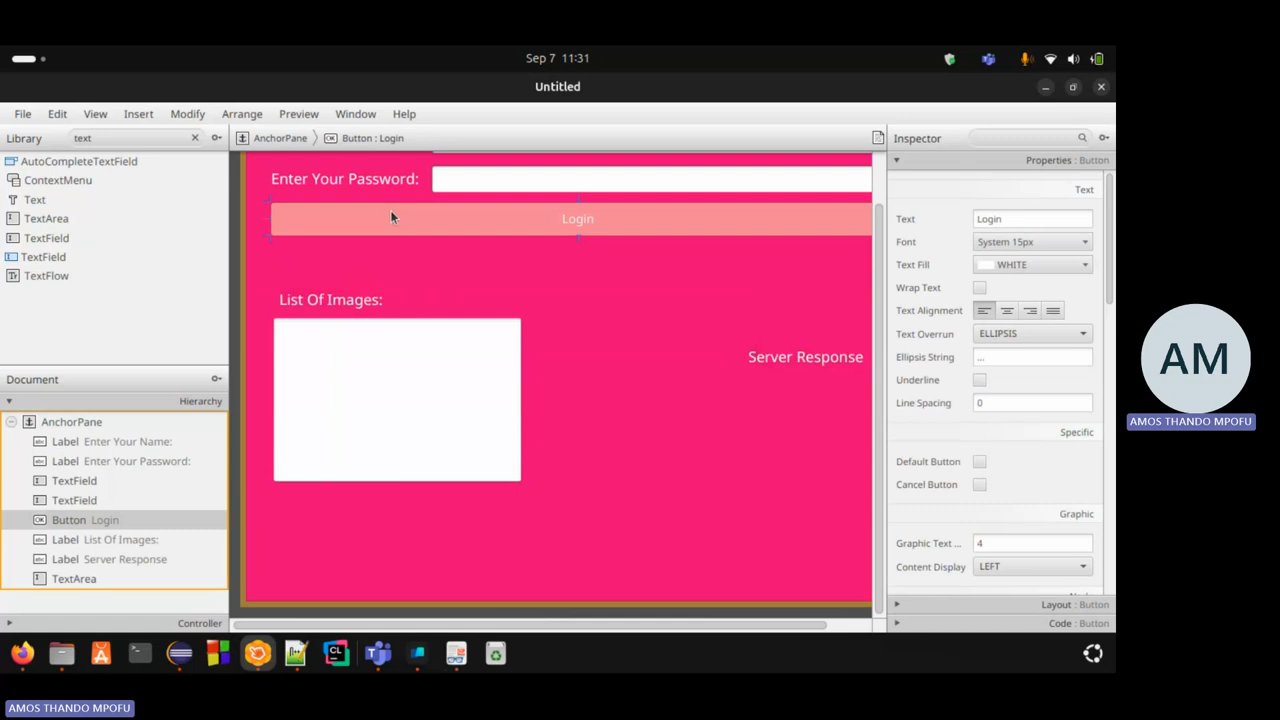 Sep 7 11:31
Untitled
File Edit View Insert Modify Arrange Preview Window Help
Library text
AnchorPane Button : Login
Inspector
AutoCompleteTextField
ContextMenu
Text
TextArea
TextField
TextField
TextFlow
Document
Hierarchy
AnchorPane
Label Enter Your Name:
Label Enter Your Password:
TextField
TextField
Button Login
Label List Of Images:
Label Server Response
TextArea
Controller
Enter Your Password:
Login
List Of Images:
Server Response
Properties : Button
Text
Text Login
Font System 15px
Text Fill WHITE
Wrap Text
Text Alignment
Text Overrun ELLIPSIS
Ellipsis String ...
Underline
Line Spacing 0
Specific
Default Button
Cancel Button
Graphic
Graphic Text ... 4
Content Display LEFT
Layout : Button
Code : Button
AM
AMOS THANDO MPOFU
AMOS THANDO MPOFU